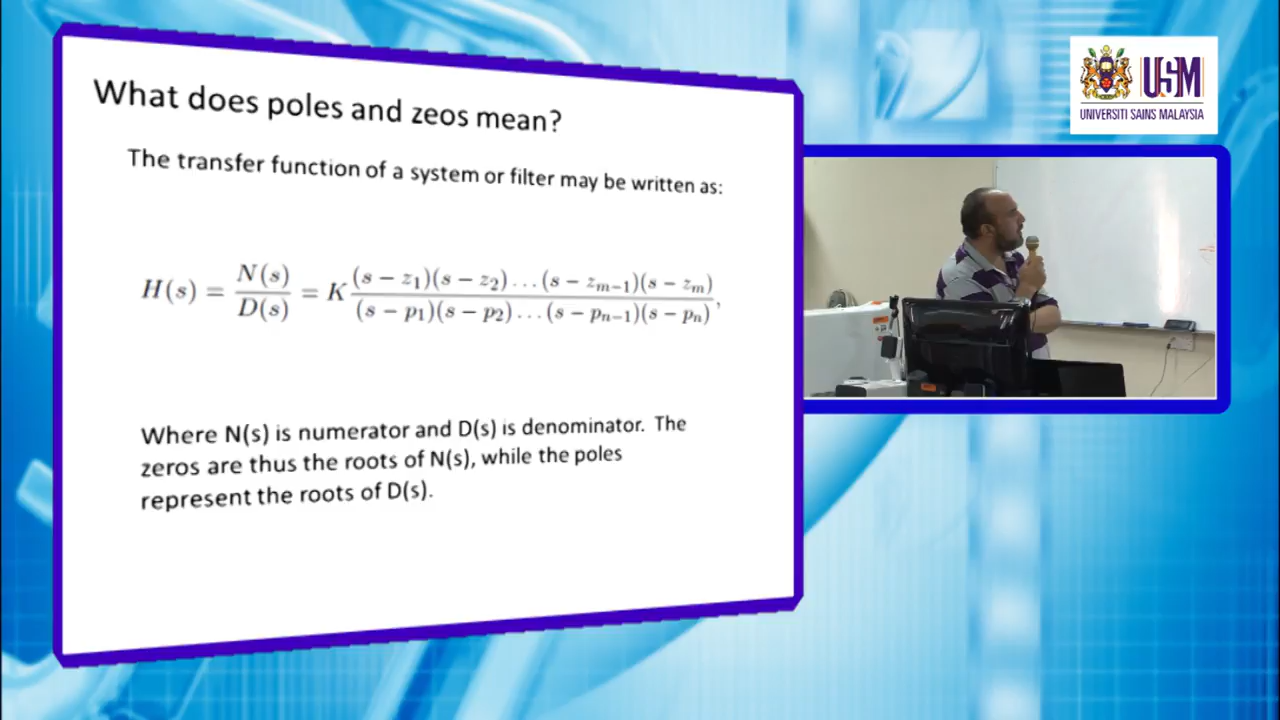 What does poles and zeos mean?
The transfer function of a system or filter may be written as:
H(s) = N(s)/D(s) = K (s − z₁)(s − z₂)…(s − zₘ₋₁)(s − zₘ) / (s − p₁)(s − p₂)…(s − pₙ₋₁)(s − pₙ),
Where N(s) is numerator and D(s) is denominator. The
zeros are thus the roots of N(s), while the poles
represent the roots of D(s).
USM
UNIVERSITI SAINS MALAYSIA